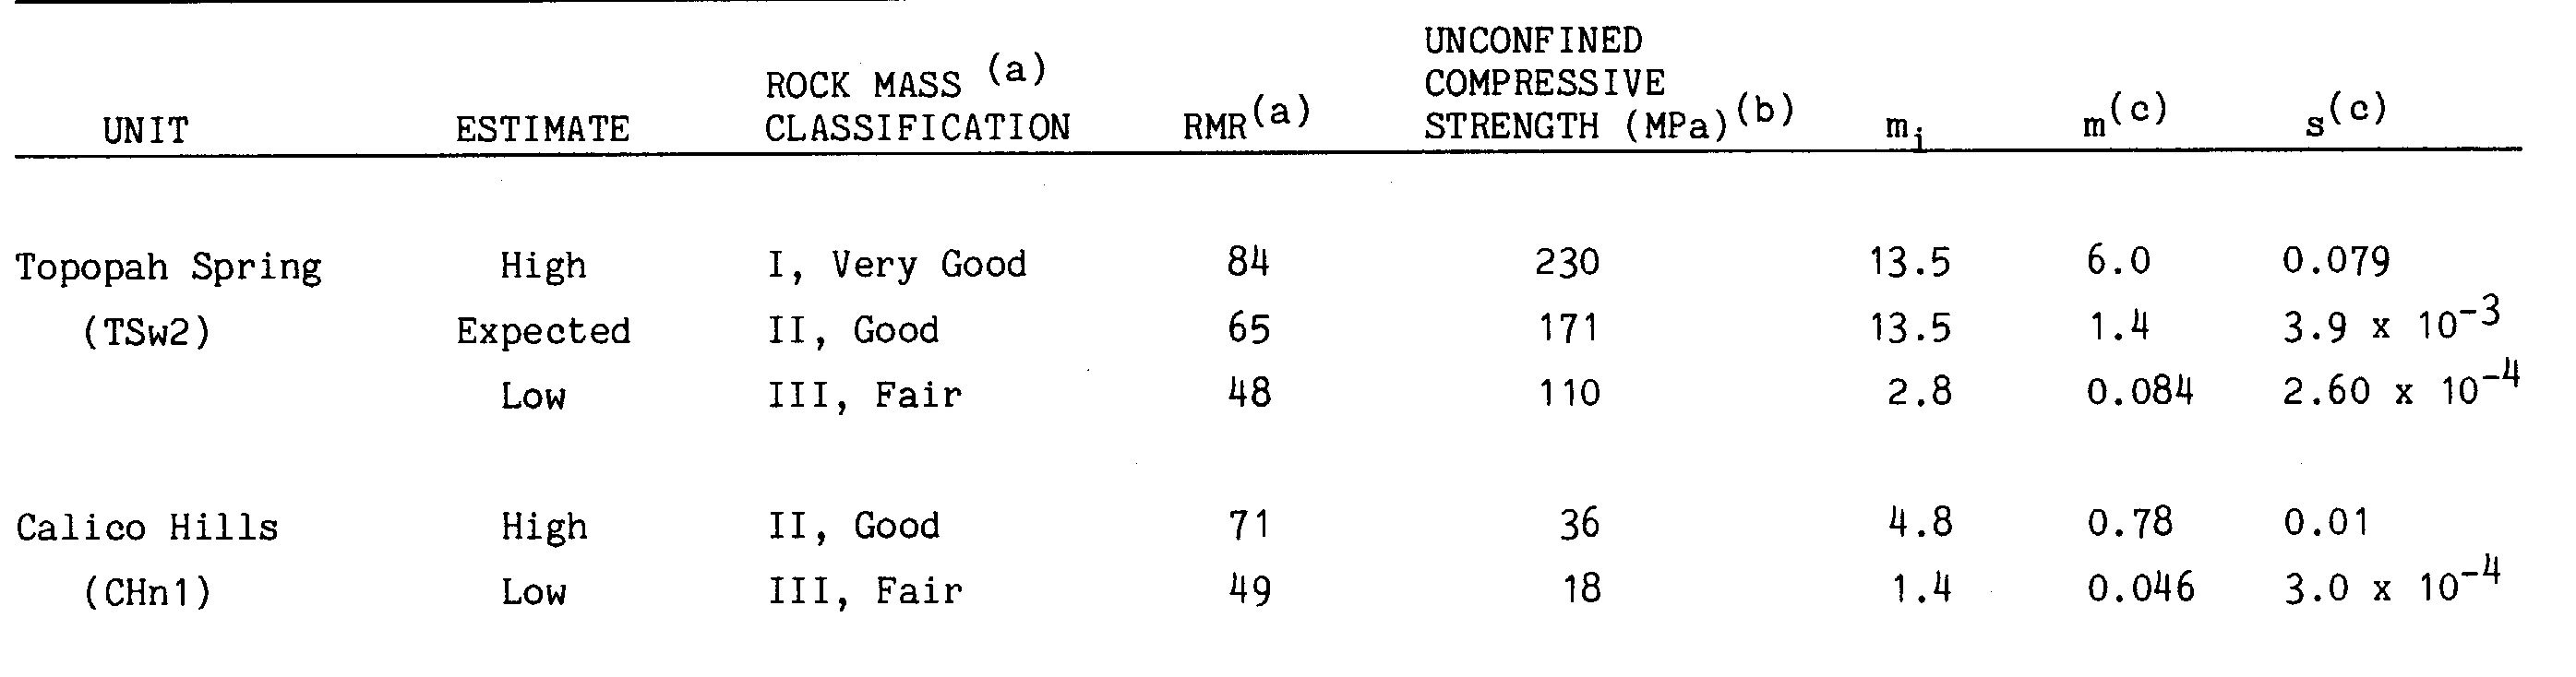 UNIT ESTIMATE ROCK MASS (a) CLASSIFICATION RMR(a) UNCONFINED COMPRESSIVE STRENGTH (MPa)(b) mi m(c) s(c)
Topopah Spring High I, Very Good 84 230 13.5 6.0 0.079
(TSw2) Expected II, Good 65 171 13.5 1.4 3.9 x 10-3
Low III, Fair 48 110 2.8 0.084 2.60 x 10-4
Calico Hills High II, Good 71 36 4.8 0.78 0.01
(CHn1) Low III, Fair 49 18 1.4 0.046 3.0 x 10-4